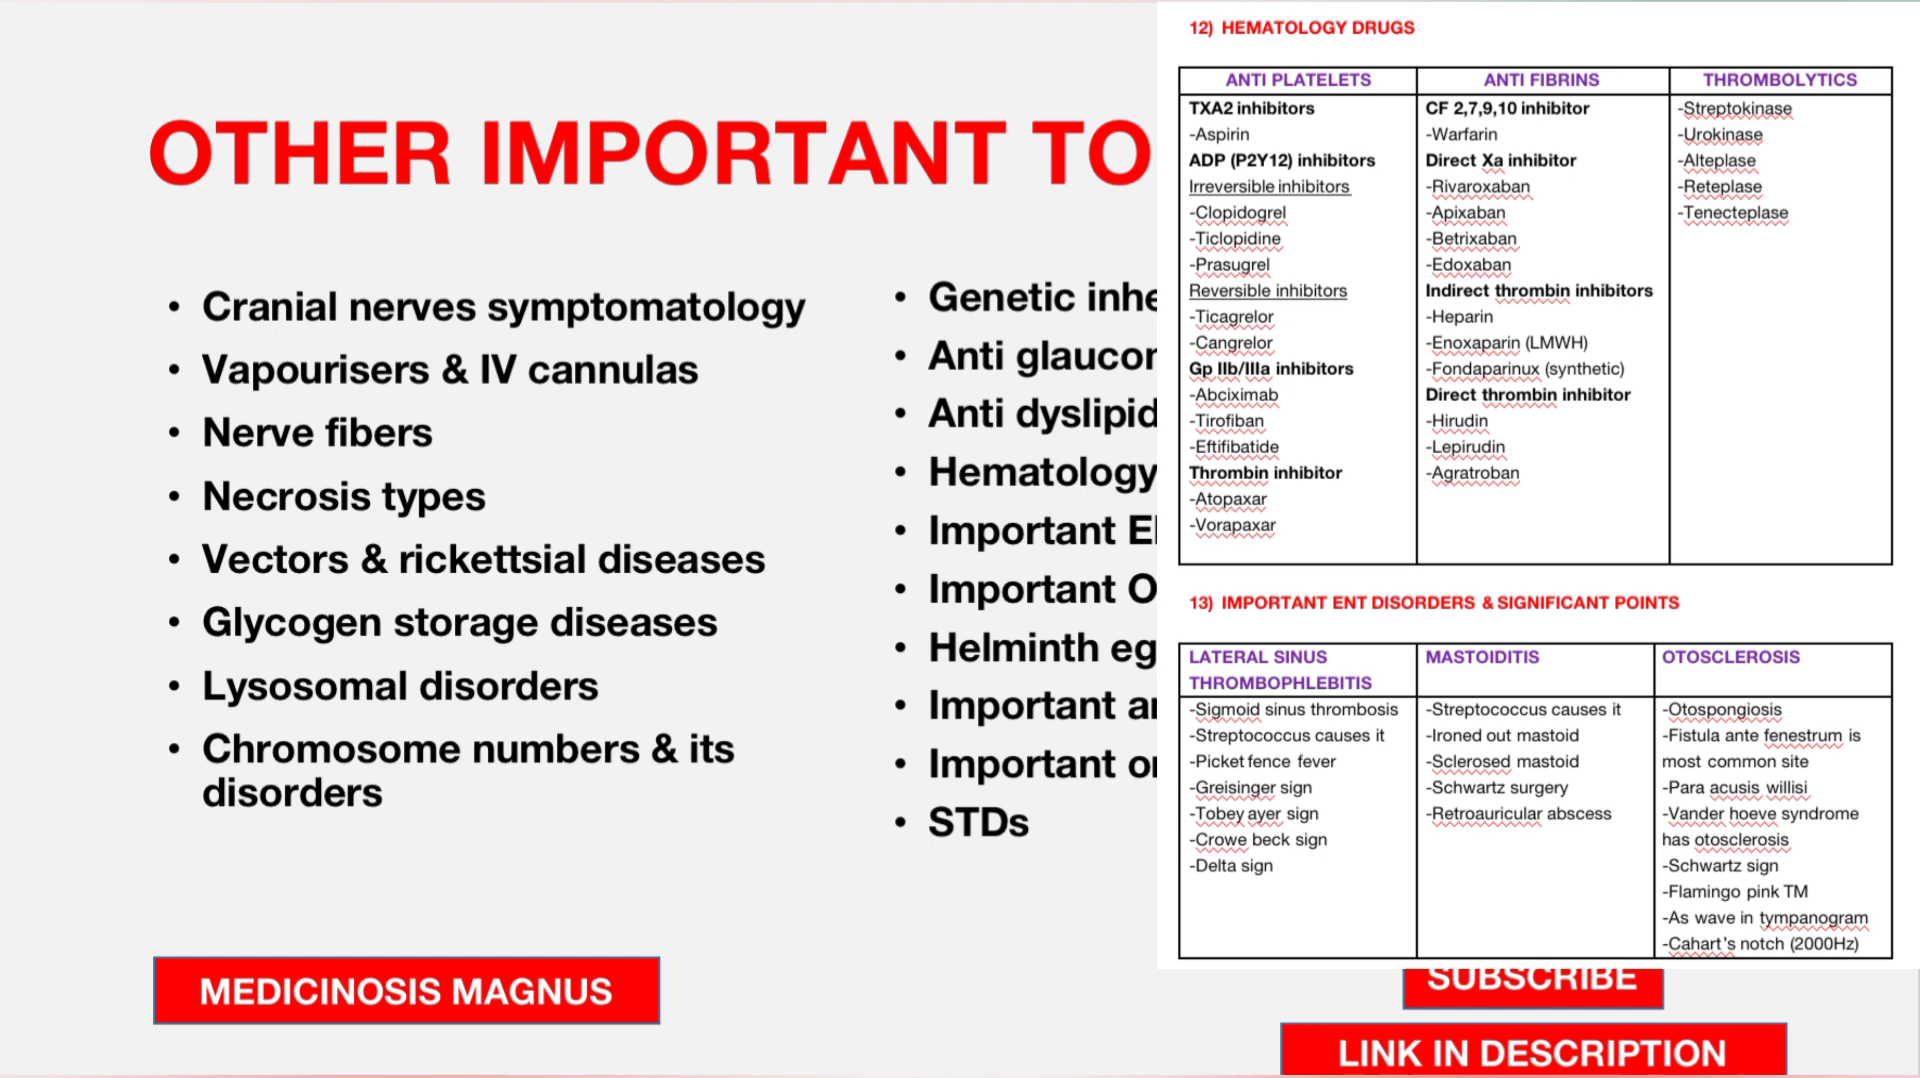 OTHER IMPORTANT TO
• Cranial nerves symptomatology
• Vapourisers & IV cannulas
• Nerve fibers
• Necrosis types
• Vectors & rickettsial diseases
• Glycogen storage diseases
• Lysosomal disorders
• Chromosome numbers & its
disorders
• Genetic inhe
• Anti glaucor
• Anti dyslipid
• Hematology
• Important
• Important O
• Helminth eg
• Important
• Important
• STDs
MEDICINOSIS MAGNUS
12) HEMATOLOGY DRUGS
ANTI PLATELETS
TXA2 inhibitors
-Aspirin
ADP (P2Y12) inhibitors
Irreversible inhibitors
-Clopidogrel
-Ticlopidine
-Prasugrel
Reversible inhibitors
-Ticagrelor
-Cangrelor
Gp IIb/IIIa inhibitors
-Abciximab
-Tirofiban
-Eftifibatide
Thrombin inhibitor
-Atopaxar
-Vorapaxar
ANTI FIBRINS
CF 2,7,9,10 inhibitor
-Warfarin
Direct Xa inhibitor
-Rivaroxaban
-Apixaban
-Betrixaban
-Edoxaban
Indirect thrombin inhibitors
-Heparin
-Enoxaparin (LMWH)
-Fondaparinux (synthetic)
Direct thrombin inhibitor
-Hirudin
-Lepirudin
-Agratroban
THROMBOLYTICS
-Streptokinase
-Urokinase
-Alteplase
-Reteplase
-Tenecteplase
13) IMPORTANT ENT DISORDERS & SIGNIFICANT POINTS
LATERAL SINUS
THROMBOPHLEBITIS
-Sigmoid sinus thrombosis
-Streptococcus causes it
-Picket fence fever
-Greisinger sign
-Tobey ayer sign
-Crowe beck sign
-Delta sign
MASTOIDITIS
-Streptococcus causes it
-Ironed out mastoid
-Sclerosed mastoid
-Schwartz surgery
-Retroauricular abscess
OTOSCLEROSIS
-Otospongiosis
-Fistula ante fenestrum is
most common site
-Para acusis willisi
-Vander hoeve syndrome
has otosclerosis
-Schwartz sign
-Flamingo pink TM
-As wave in tympanogram
-Cahart's notch (2000Hz)
SUBSCRIBE
LINK IN DESCRIPTION